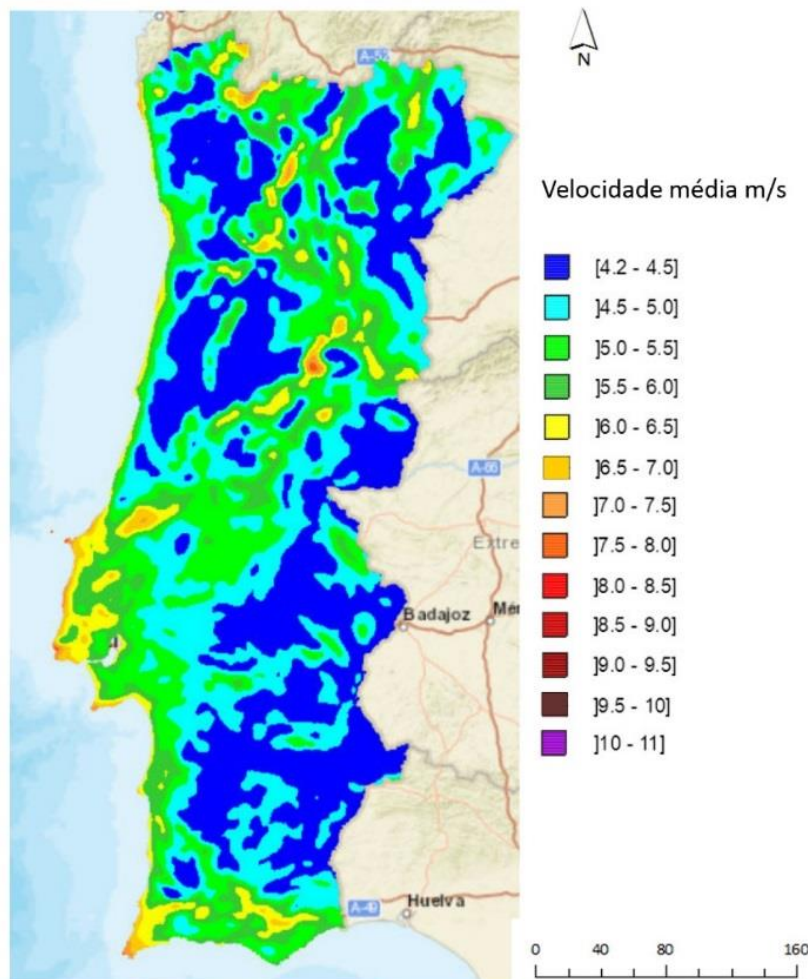 N
A-52
Velocidade média m/s
]4.2 - 4.5]
]4.5 - 5.0]
]5.0 - 5.5]
]5.5 - 6.0]
]6.0 - 6.5]
]6.5 - 7.0]
]7.0 - 7.5]
]7.5 - 8.0]
]8.0 - 8.5]
]8.5 - 9.0]
]9.0 - 9.5]
]9.5 - 10]
]10 - 11]
A-66
Extre
Badajoz
Mér
A-49
Huelva
0 40 80 160